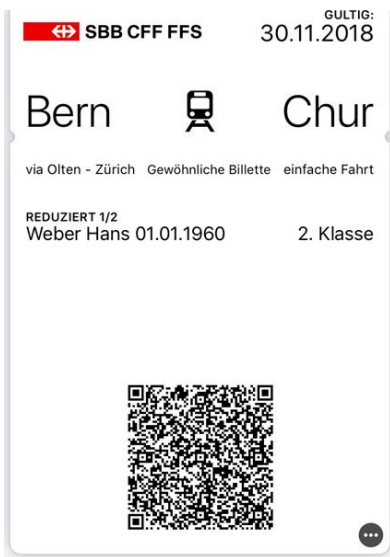 SBB CFF FFS
GÜLTIG:
30.11.2018
Bern Chur
via Olten - Zürich Gewöhnliche Billette einfache Fahrt
REDUZIERT 1/2
Weber Hans 01.01.1960 2. Klasse